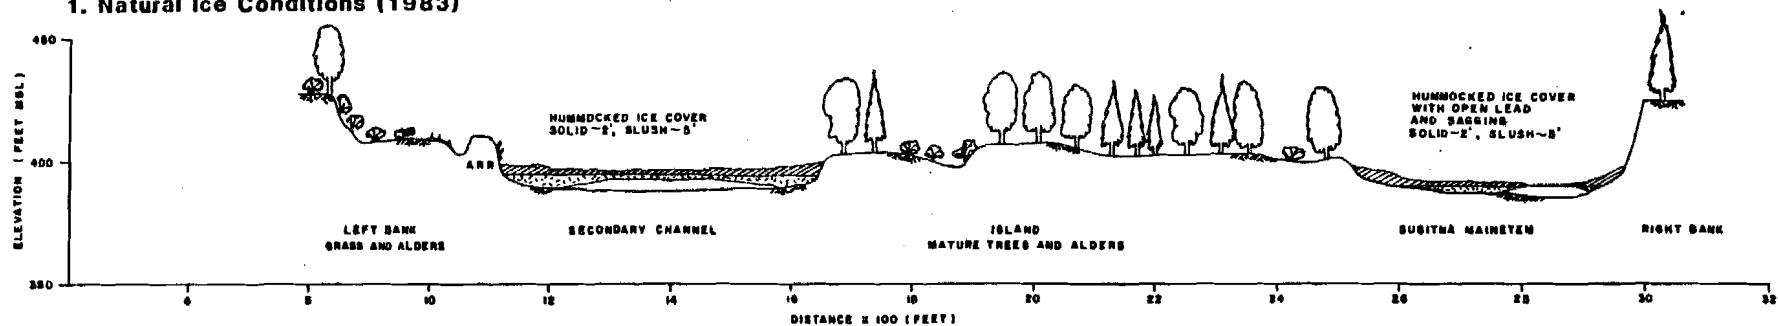 1. Natural Ice Conditions (1983)
450
400
350
ELEVATION (FEET MSL)
HUMMOCKED ICE COVER
SOLID~2', SLUSH~5'
HUMMOCKED ICE COVER
WITH OPEN LEAD
AND SAGGING
SOLID~2', SLUSH~5'
ARR
LEFT BANK
GRASS AND ALDERS
SECONDARY CHANNEL
ISLAND
MATURE TREES AND ALDERS
SUSITNA MAINSTEM
RIGHT BANK
6 8 10 12 14 16 18 20 22 24 26 28 30 32
DISTANCE X 100 (FEET)